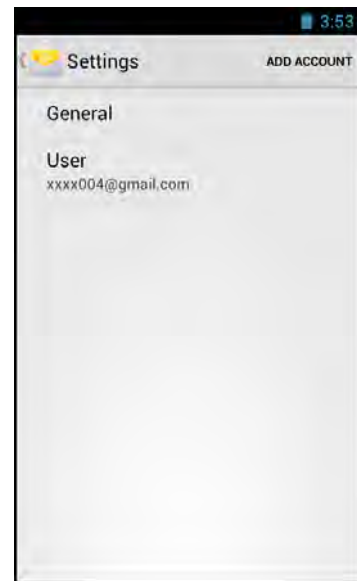 3:53
Settings
ADD ACCOUNT
General
User
xxxx004@gmail.com